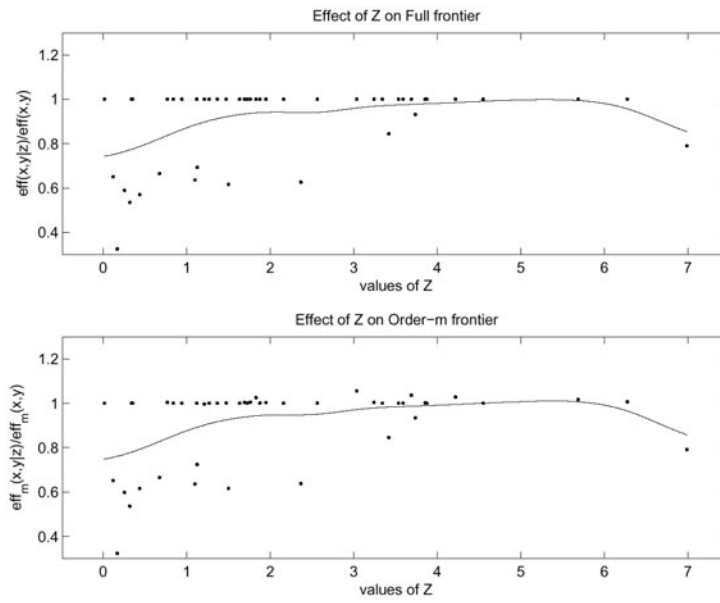 Effect of Z on Full frontier
1.2
1
0.8
0.6
0.4
eff(x,y|z)/eff(x,y)
0 1 2 3 4 5 6 7
values of Z
Effect of Z on Order−m frontier
1.2
1
0.8
0.6
0.4
eff_m(x,y|z)/eff_m(x,y)
0 1 2 3 4 5 6 7
values of Z